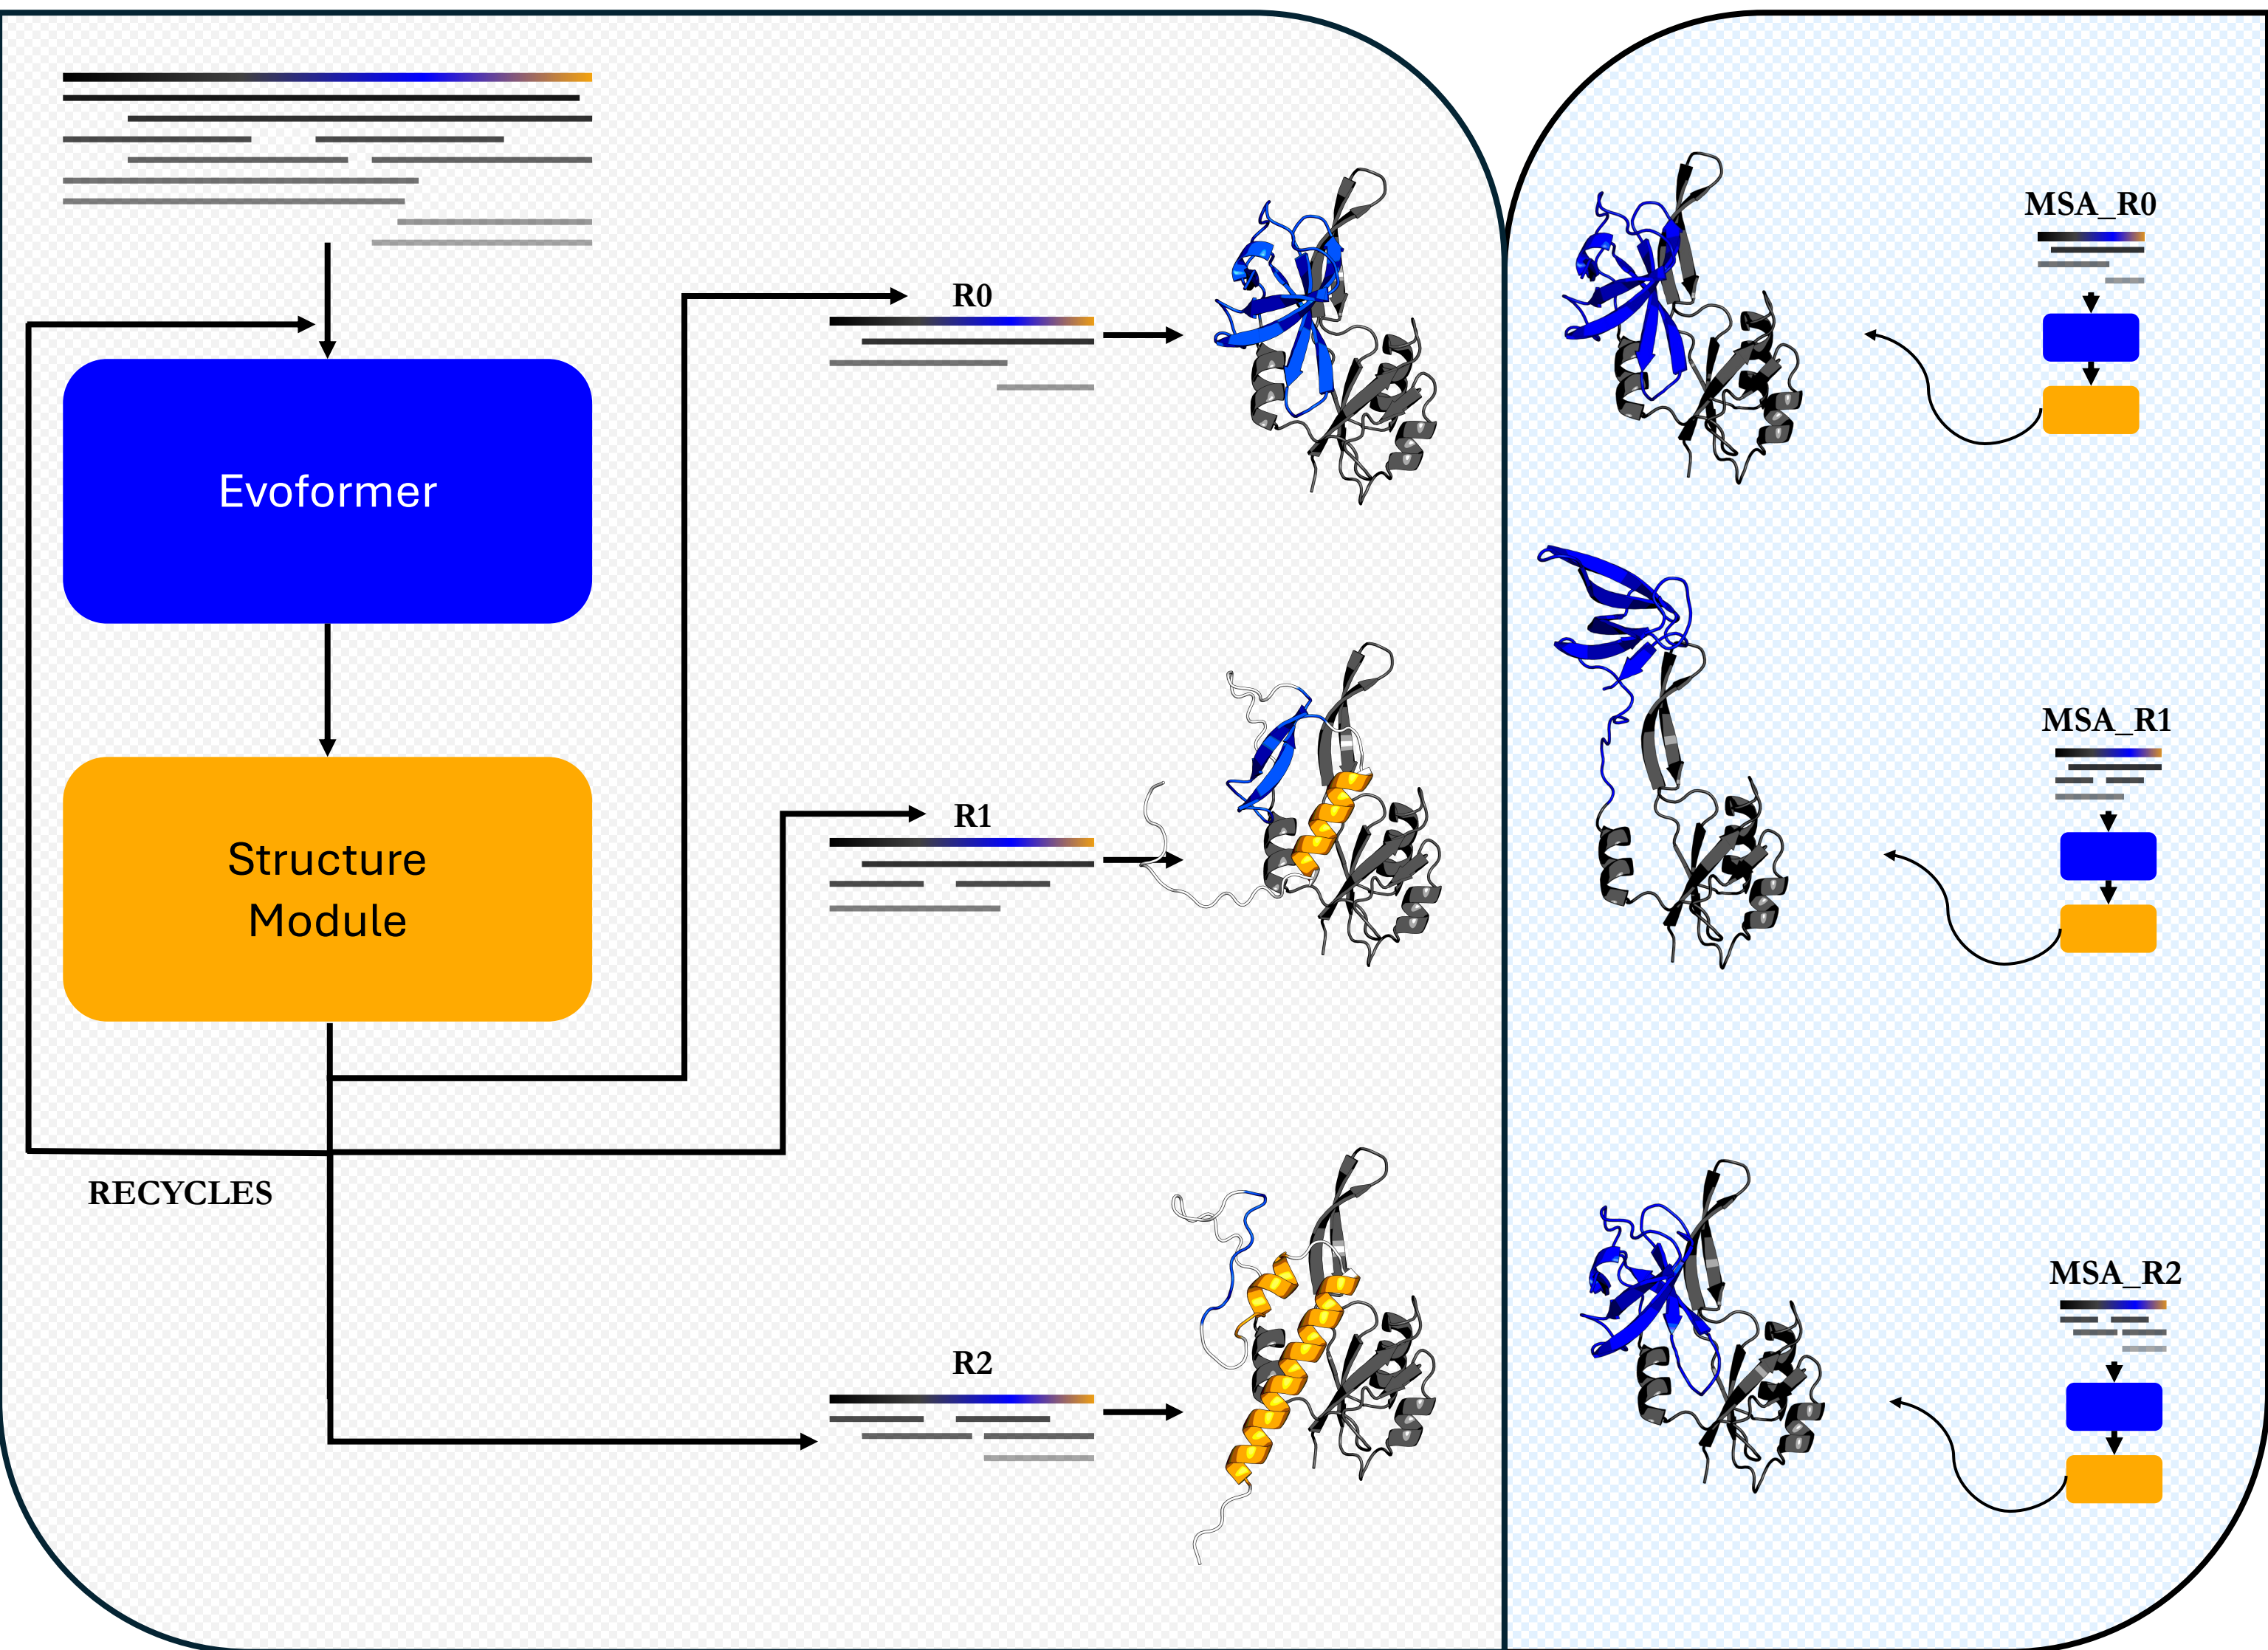 Evoformer
Structure
Module
RECYCLES
R0
R1
R2
MSA_R0
MSA_R1
MSA_R2